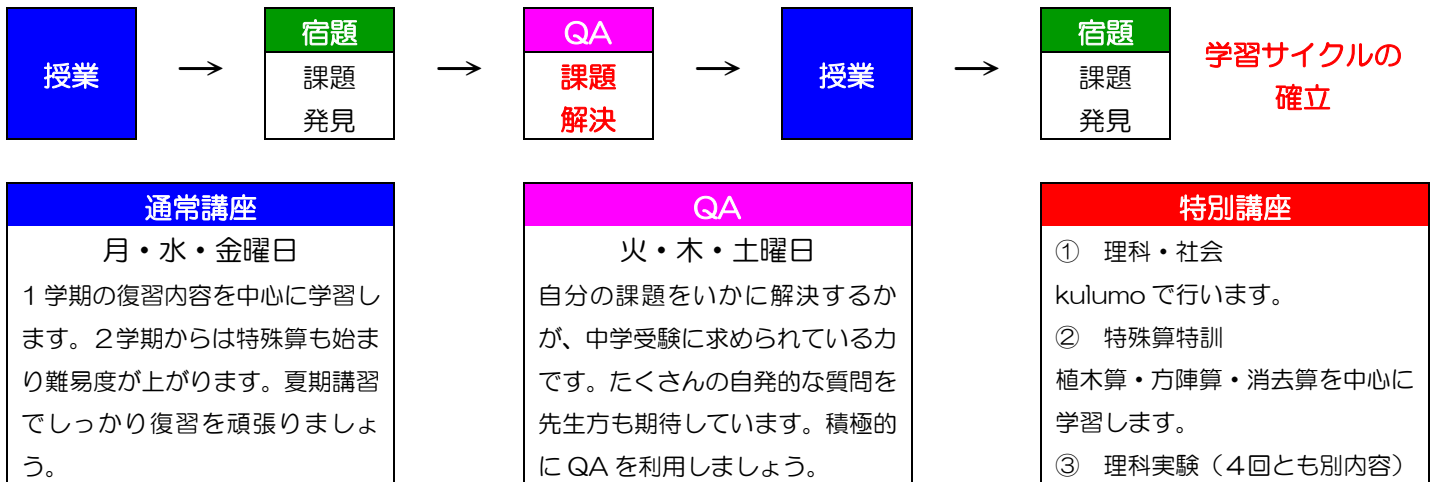 授業
→
宿題
課題
発見
→
QA
課題
解決
→
授業
→
宿題
課題
発見
学習サイクルの
確立
通常講座
月・水・金曜日
1学期の復習内容を中心に学習し
ます。2学期からは特殊算も始ま
り難易度が上がります。夏期講習
でしっかり復習を頑張りましょ
う。
QA
火・木・土曜日
自分の課題をいかに解決するか
が、中学受験に求められている力
です。たくさんの自発的な質問を
先生方も期待しています。積極的
に QA を利用しましょう。
特別講座
① 理科・社会
kulumo で行います。
② 特殊算特訓
植木算・方陣算・消去算を中心に
学習します。
③ 理科実験（4回とも別内容）